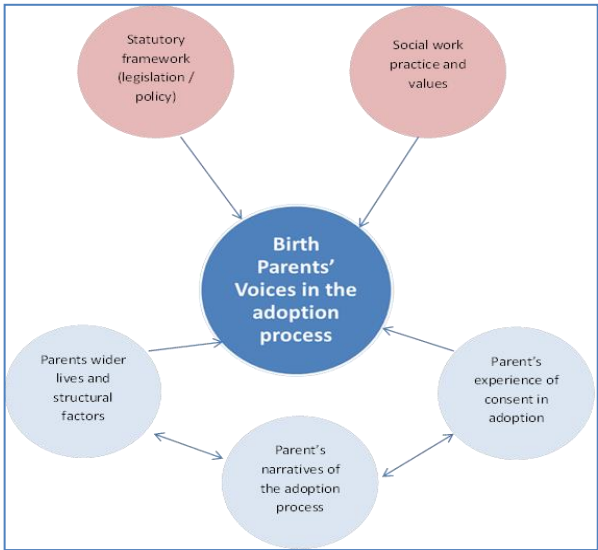 Statutory
framework
(legislation /
policy)
Social work
practice and
values
Birth
Parents’
Voices in the
adoption
process
Parents wider
lives and
structural
factors
Parent’s
experience of
consent in
adoption
Parent’s
narratives of
the adoption
process